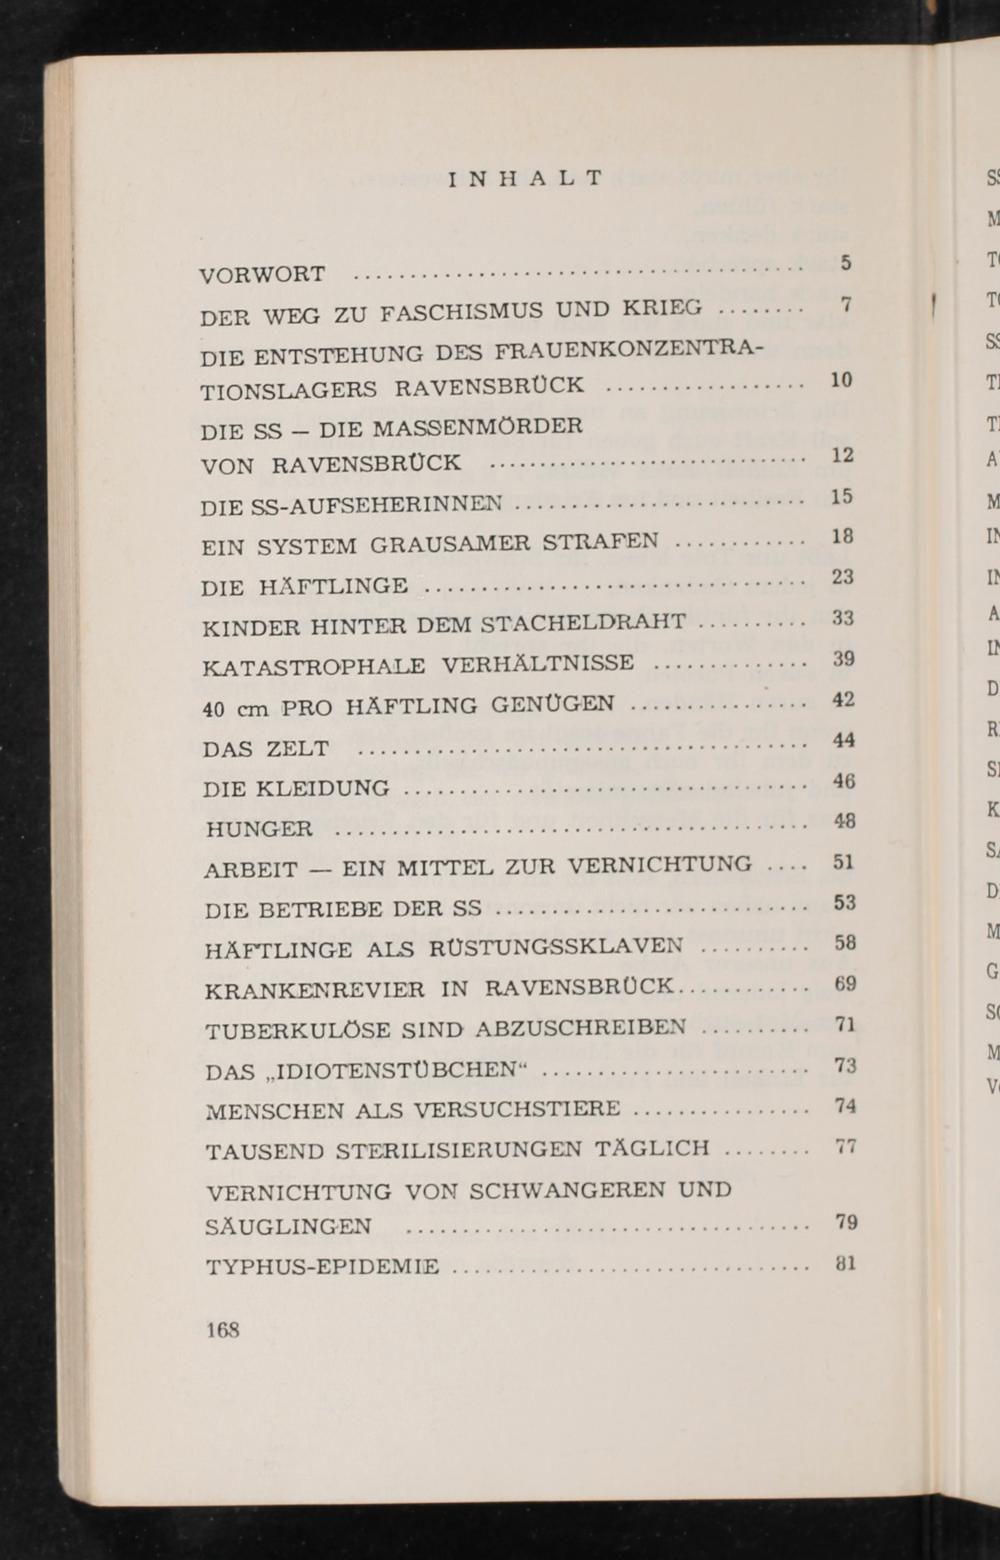 INHALT
VORWORT ........................................ 5
DER WEG ZU FASCHISMUS UND KRIEG ........ 7
DIE ENTSTEHUNG DES FRAUENKONZENTRA-
TIONSLAGERS RAVENSBRÜCK .................. 10
DIE SS — DIE MASSENMÖRDER
VON RAVENSBRÜCK ............................ 12
DIE SS-AUFSEHERINNEN .......................... 15
EIN SYSTEM GRAUSAMER STRAFEN ............ 18
DIE HÄFTLINGE .................................. 23
KINDER HINTER DEM STACHELDRAHT .......... 33
KATASTROPHALE VERHÄLTNISSE .............. 39
40 cm PRO HÄFTLING GENÜGEN ................ 42
DAS ZELT ........................................ 44
DIE KLEIDUNG .................................... 46
HUNGER .......................................... 48
ARBEIT — EIN MITTEL ZUR VERNICHTUNG .... 51
DIE BETRIEBE DER SS ............................ 53
HÄFTLINGE ALS RÜSTUNGSSKLAVEN .......... 58
KRANKENREVIER IN RAVENSBRÜCK............ 69
TUBERKULÖSE SIND ABZUSCHREIBEN .......... 71
DAS „IDIOTENSTÜBCHEN“ ........................ 73
MENSCHEN ALS VERSUCHSTIERE ................ 74
TAUSEND STERILISIERUNGEN TÄGLICH ........ 77
VERNICHTUNG VON SCHWANGEREN UND
SÄUGLINGEN .................................... 79
TYPHUS-EPIDEMIE ................................ 81
168